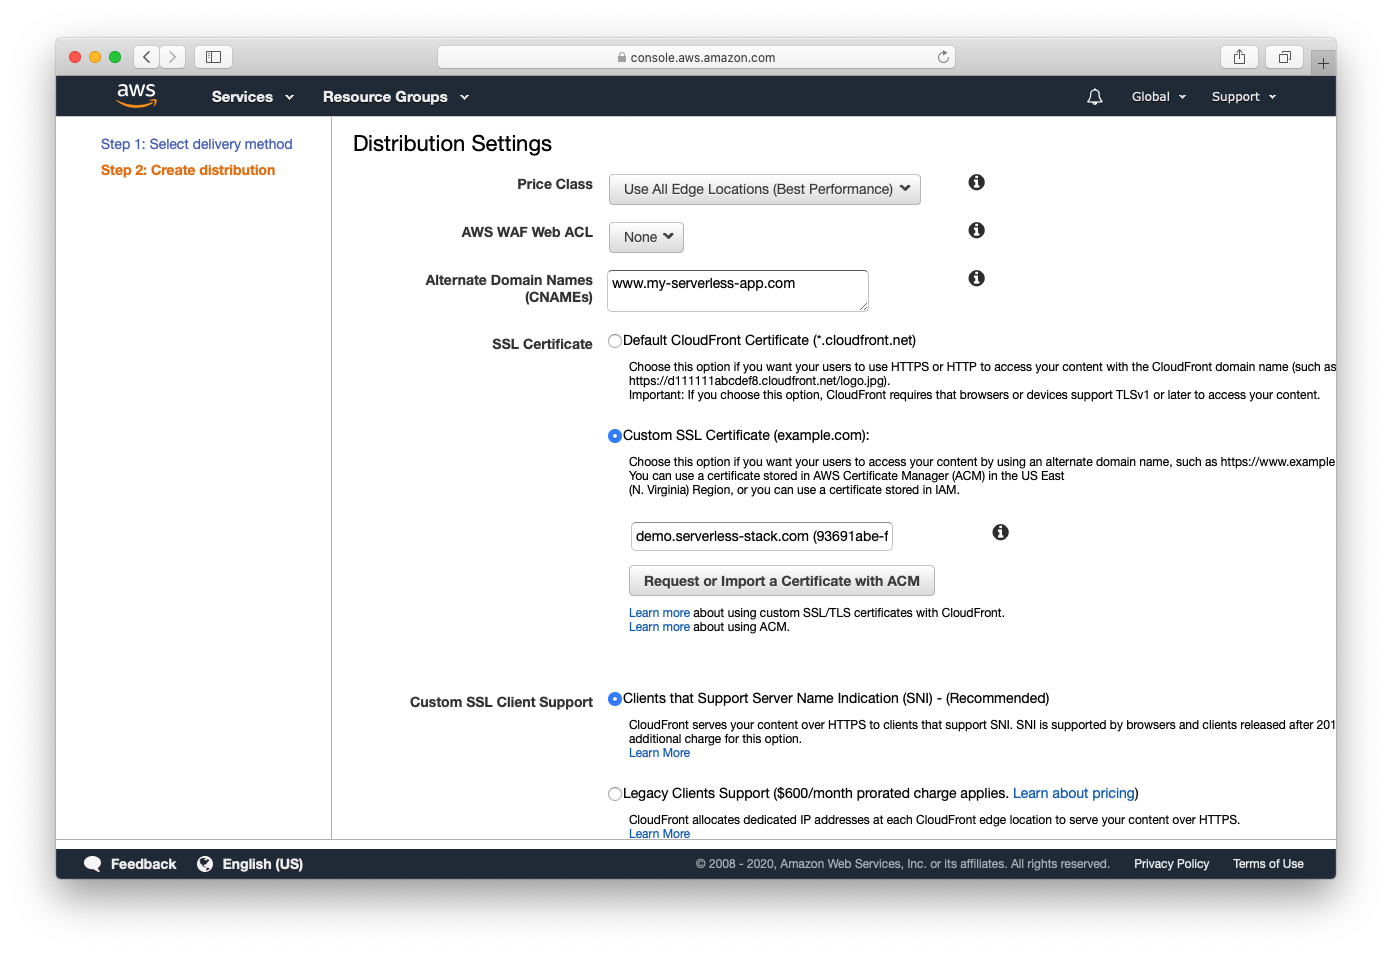 console.aws.amazon.com
aws
Services
Resource Groups
Global
Support
Step 1: Select delivery method
Step 2: Create distribution
Distribution Settings
Price Class
Use All Edge Locations (Best Performance)
AWS WAF Web ACL
None
Alternate Domain Names
(CNAMEs)
www.my-serverless-app.com
SSL Certificate
Default CloudFront Certificate (*.cloudfront.net)
Choose this option if you want your users to use HTTPS or HTTP to access your content with the CloudFront domain name (such as
https://d111111abcdef8.cloudfront.net/logo.jpg).
Important: If you choose this option, CloudFront requires that browsers or devices support TLSv1 or later to access your content.
Custom SSL Certificate (example.com):
Choose this option if you want your users to access your content by using an alternate domain name, such as https://www.example
You can use a certificate stored in AWS Certificate Manager (ACM) in the US East
(N. Virginia) Region, or you can use a certificate stored in IAM.
demo.serverless-stack.com (93691abe-f
Request or Import a Certificate with ACM
Learn more about using custom SSL/TLS certificates with CloudFront.
Learn more about using ACM.
Custom SSL Client Support
Clients that Support Server Name Indication (SNI) - (Recommended)
CloudFront serves your content over HTTPS to clients that support SNI. SNI is supported by browsers and clients released after 201
additional charge for this option.
Learn More
Legacy Clients Support ($600/month prorated charge applies. Learn about pricing)
CloudFront allocates dedicated IP addresses at each CloudFront edge location to serve your content over HTTPS.
Learn More
Feedback
English (US)
© 2008 - 2020, Amazon Web Services, Inc. or its affiliates. All rights reserved.
Privacy Policy
Terms of Use